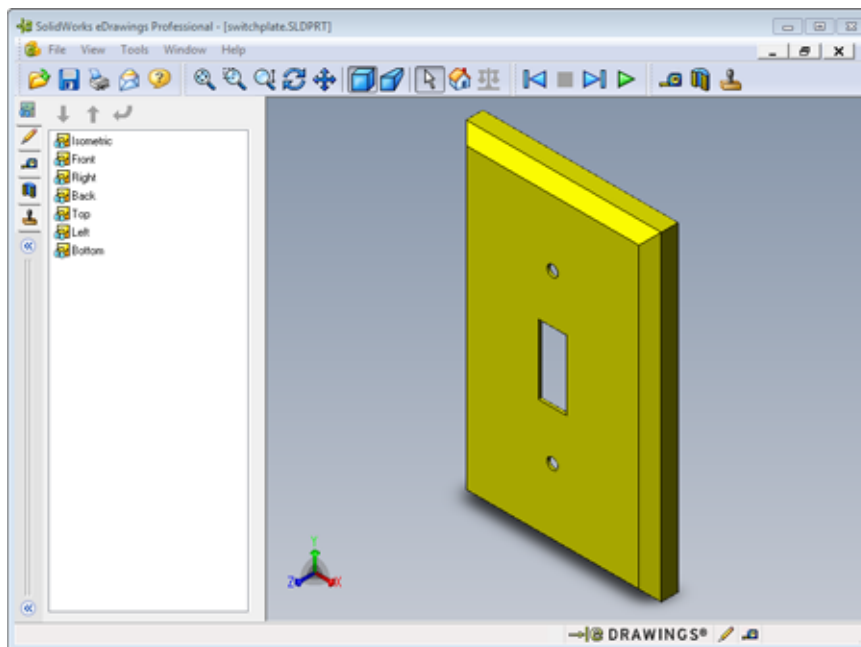 SolidWorks eDrawings Professional - [switchplate.SLDPRT]
File View Tools Window Help
Isometric
Front
Right
Back
Top
Left
Bottom
Y
Z X
@ DRAWINGS®